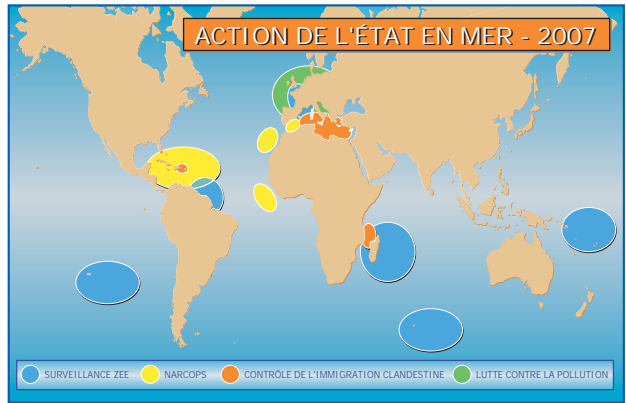 ACTION DE L'ÉTAT EN MER - 2007
SURVEILLANCE ZEE NARCOPS CONTRÔLE DE L'IMMIGRATION CLANDESTINE LUTTE CONTRE LA POLLUTION